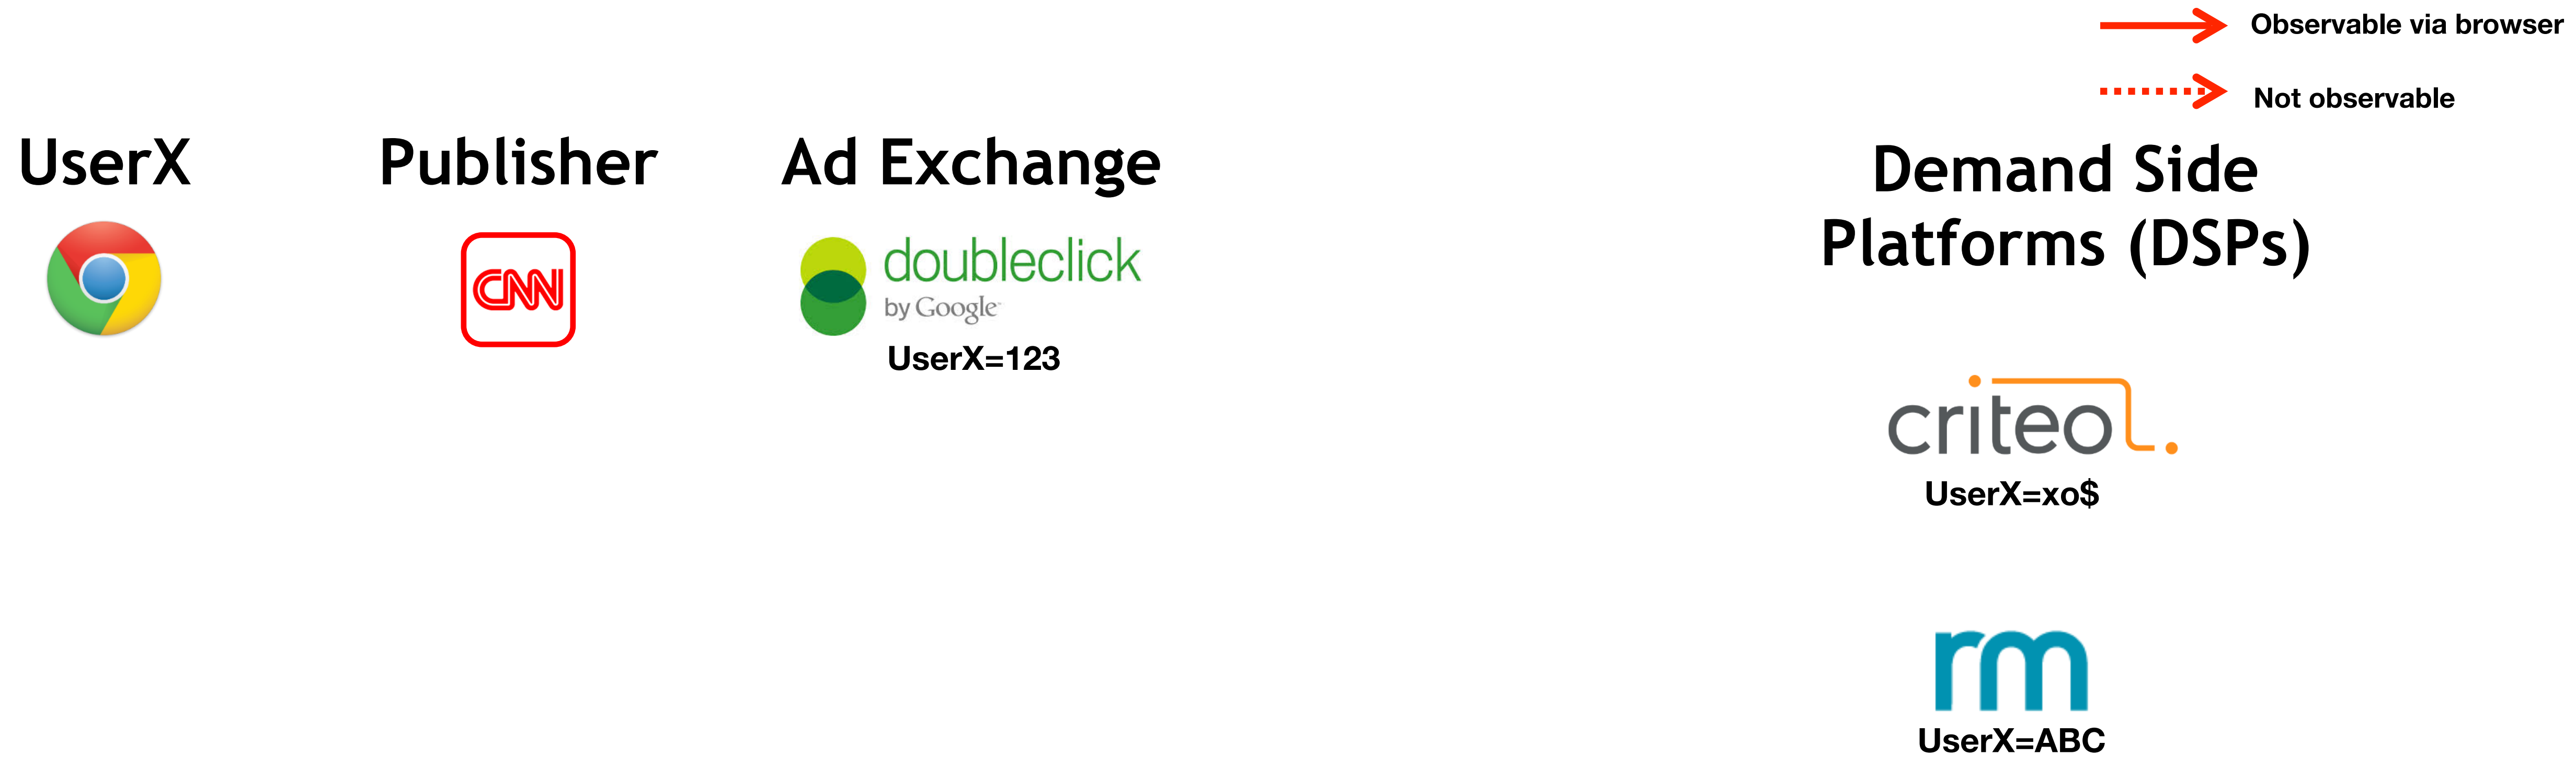 Observable via browser
Not observable
UserX
Publisher
Ad Exchange
Demand Side
Platforms (DSPs)
CNN
doubleclick
by Google
UserX=123
criteo
UserX=xo$
rm
UserX=ABC